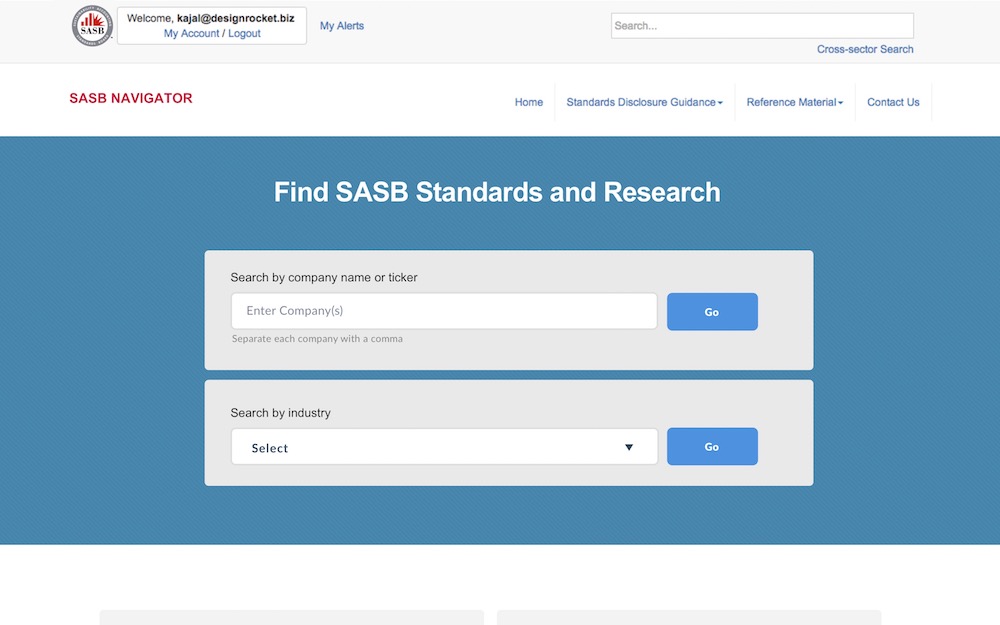 SASB
Welcome, kajal@designrocket.biz
My Account / Logout
My Alerts
Search...
Cross-sector Search
SASB NAVIGATOR
Home
Standards Disclosure Guidance
Reference Material
Contact Us
Find SASB Standards and Research
Search by company name or ticker
Enter Company(s)
Go
Separate each company with a comma
Search by industry
Select
Go